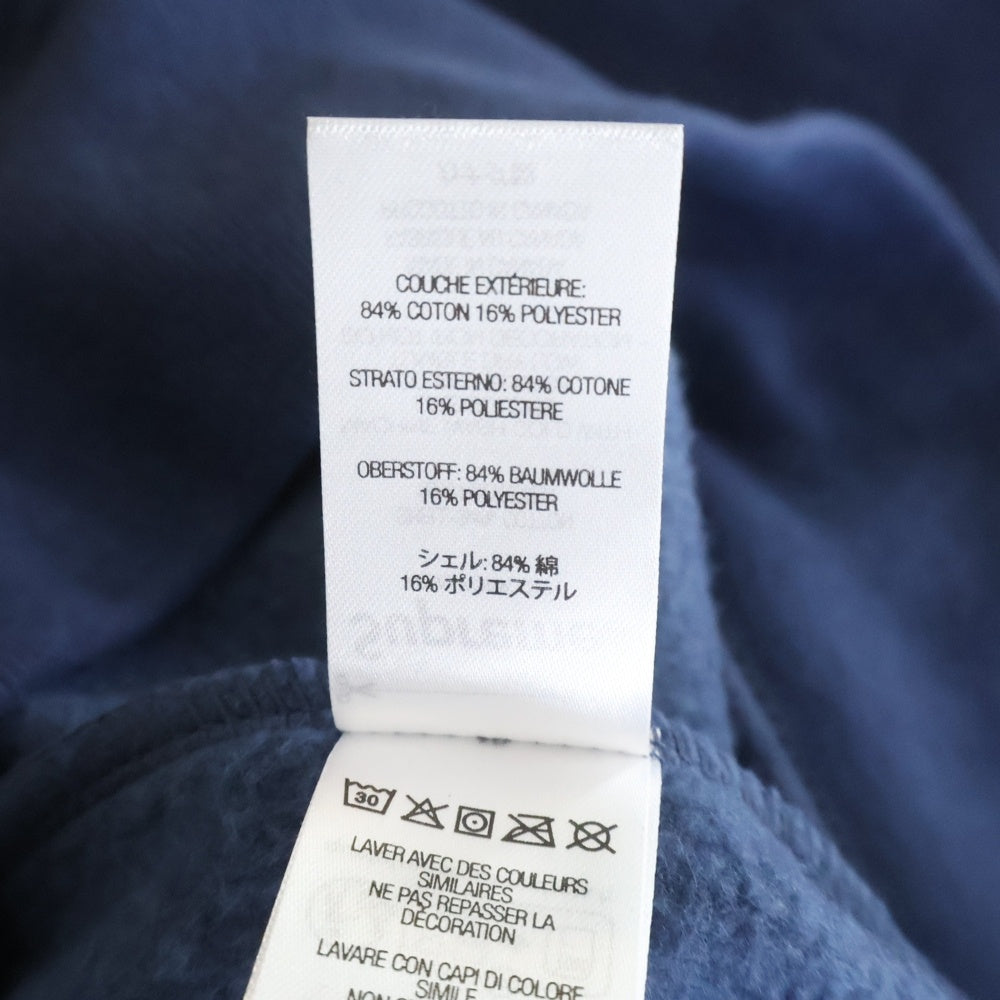 COUCHE EXTÉRIEURE:
84% COTON 16% POLYESTER
STRATO ESTERNO: 84% COTONE
16% POLIESTERE
OBERSTOFF: 84% BAUMWOLLE
16% POLYESTER
シェル: 84% 綿
16% ポリエステル
30
LAVER AVEC DES COULEURS
SIMILAIRES
NE PAS REPASSER LA
DÉCORATION
LAVARE CON CAPI DI COLORE
SIMILE